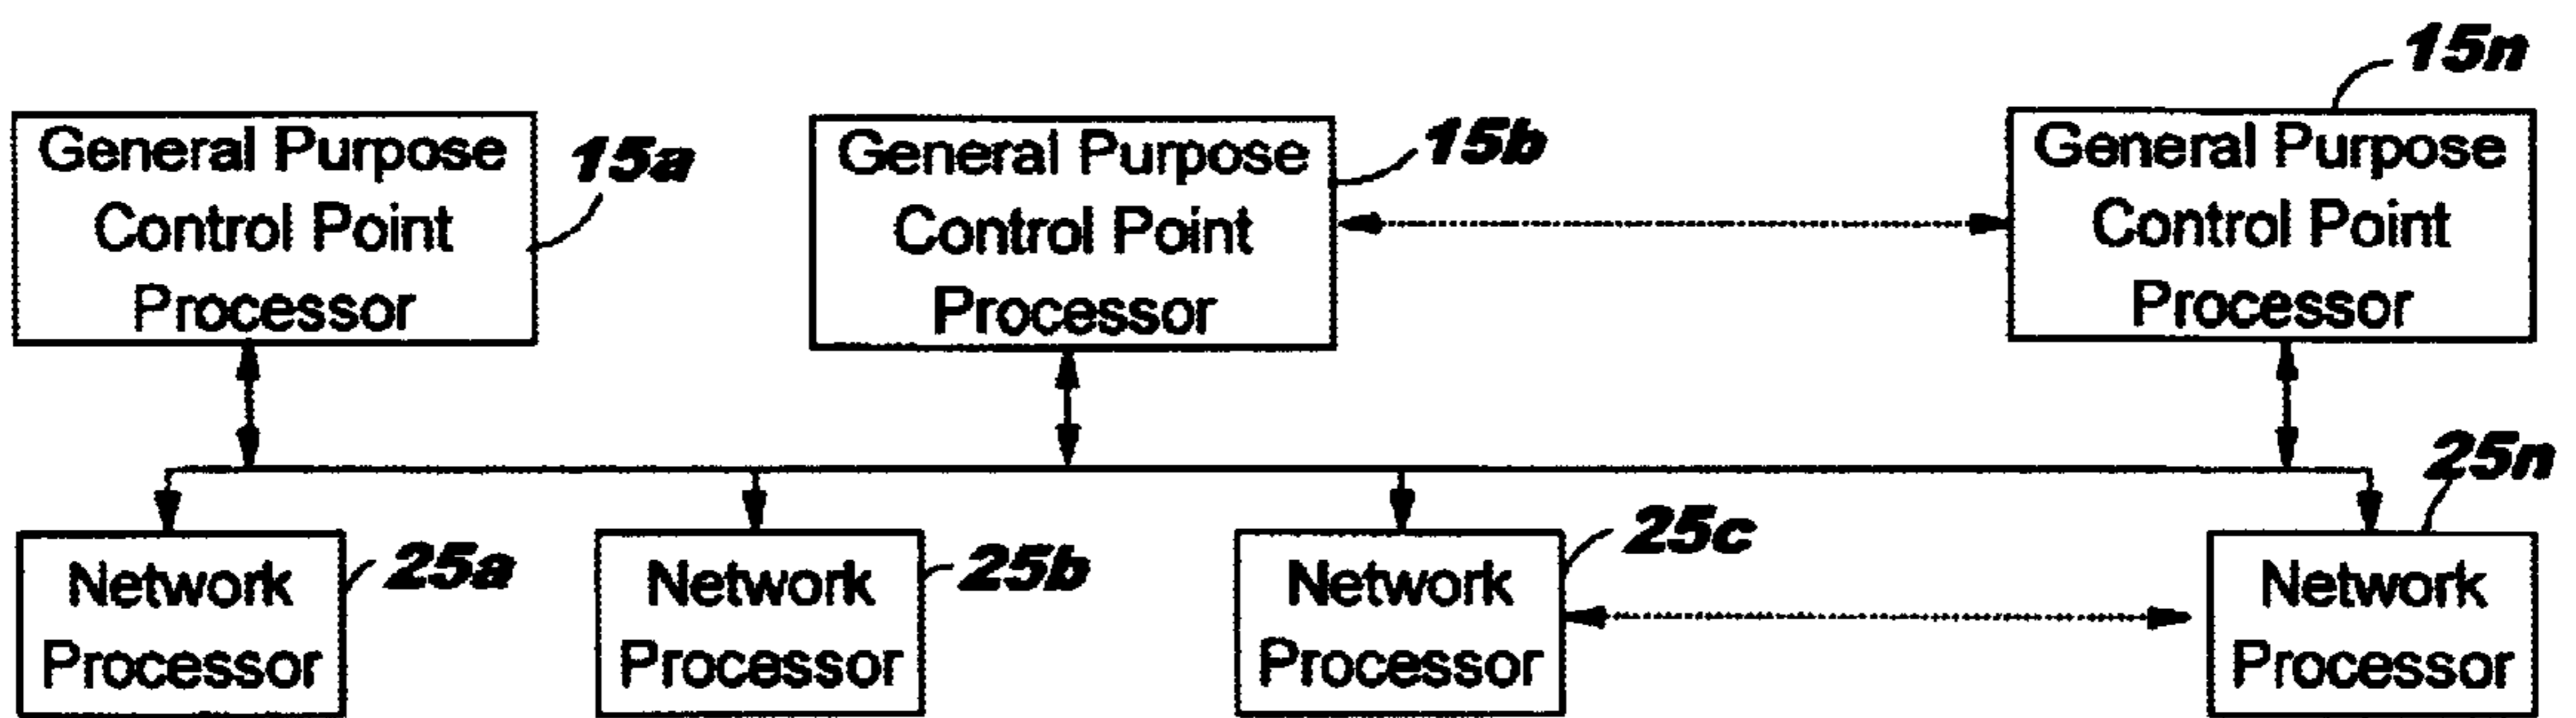 15n
General Purpose
Control Point
Processor
15a
General Purpose
Control Point
Processor
15b
General Purpose
Control Point
Processor
25n
Network
Processor
25a
Network
Processor
25b
Network
Processor
25c
Network
Processor